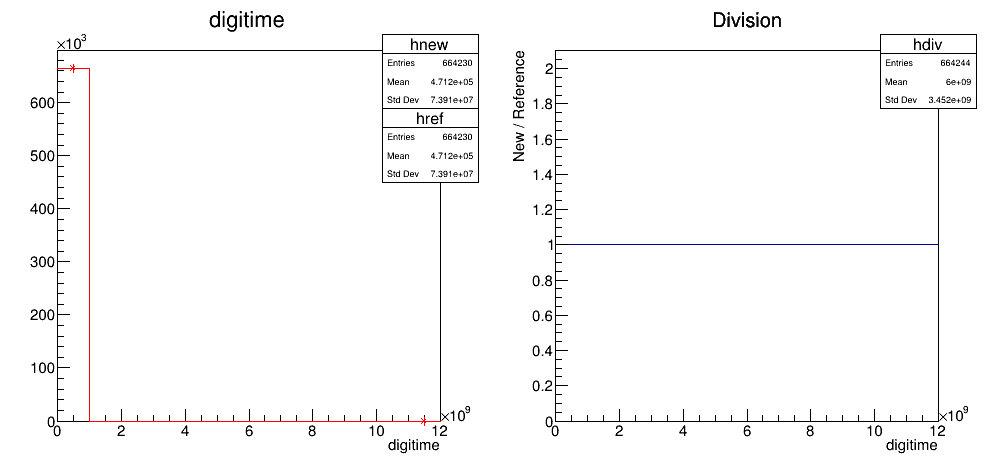 digitime
×10³
hnew
Entries 664230
Mean 4.712e+05
Std Dev 7.391e+07
href
Entries 664230
Mean 4.712e+05
Std Dev 7.391e+07
600
500
400
300
200
100
0
0 2 4 6 8 10 12
×10⁹
digitime
Division
hdiv
Entries 664244
Mean 6e+09
Std Dev 3.452e+09
New / Reference
2
1.8
1.6
1.4
1.2
1
0.8
0.6
0.4
0.2
0
0 2 4 6 8 10 12
×10⁹
digitime